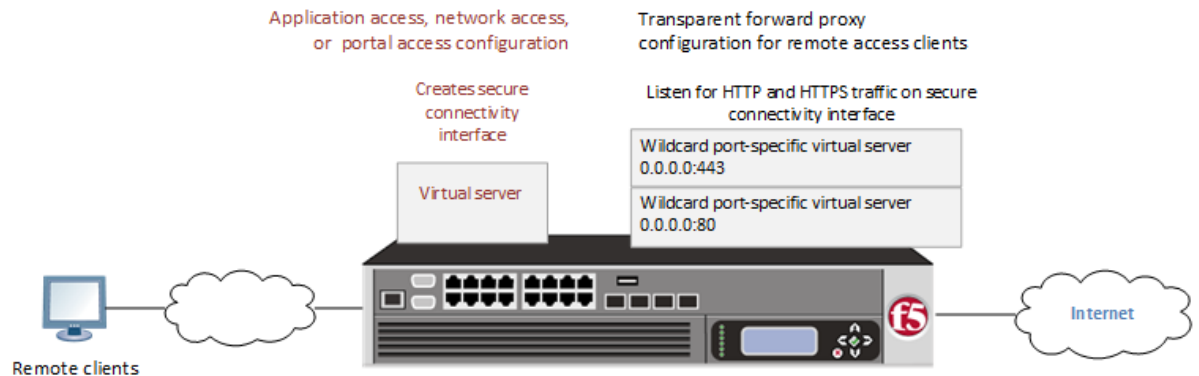 Application access, network access,
or portal access configuration
Transparent forward proxy
configuration for remote access clients
Creates secure
connectivity
interface
Listen for HTTP and HTTPS traffic on secure
connectivity interface
Virtual server
Wildcard port-specific virtual server
0.0.0.0:443
Wildcard port-specific virtual server
0.0.0.0:80
f5
Internet
Remote clients